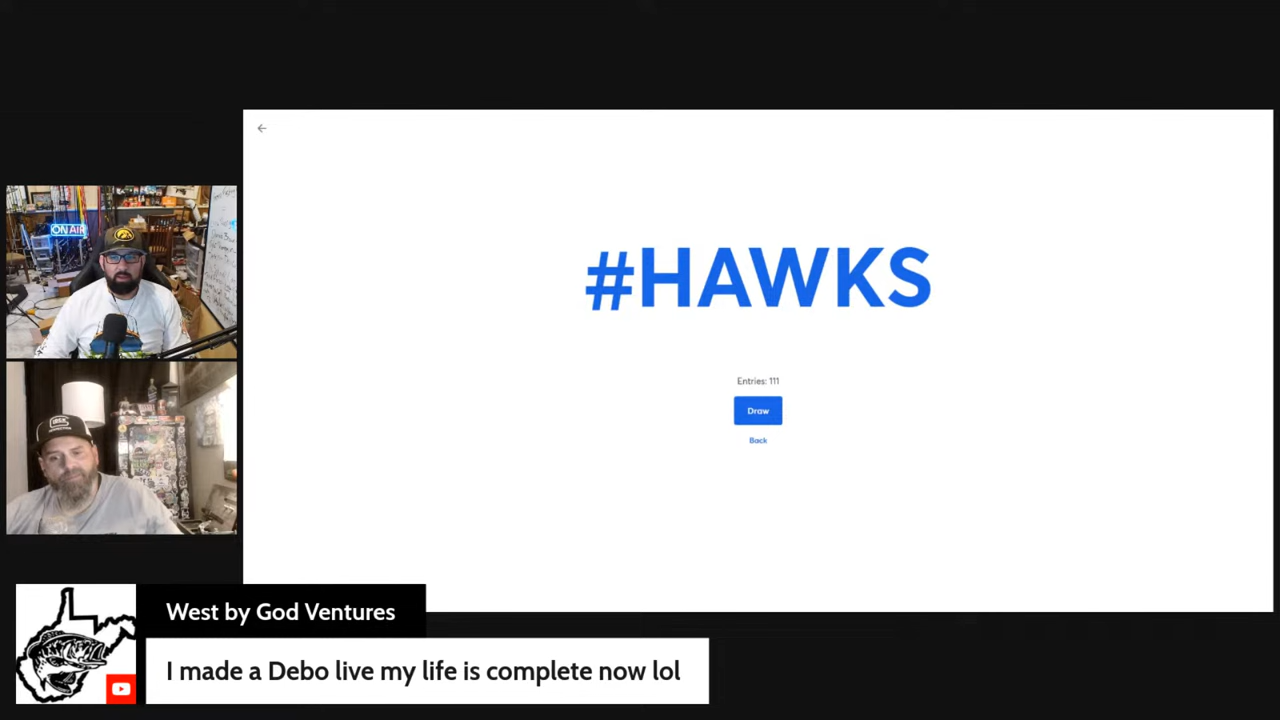 ON AIR
#HAWKS
Entries: 111
Draw
Back
West by God Ventures
I made a Debo live my life is complete now lol